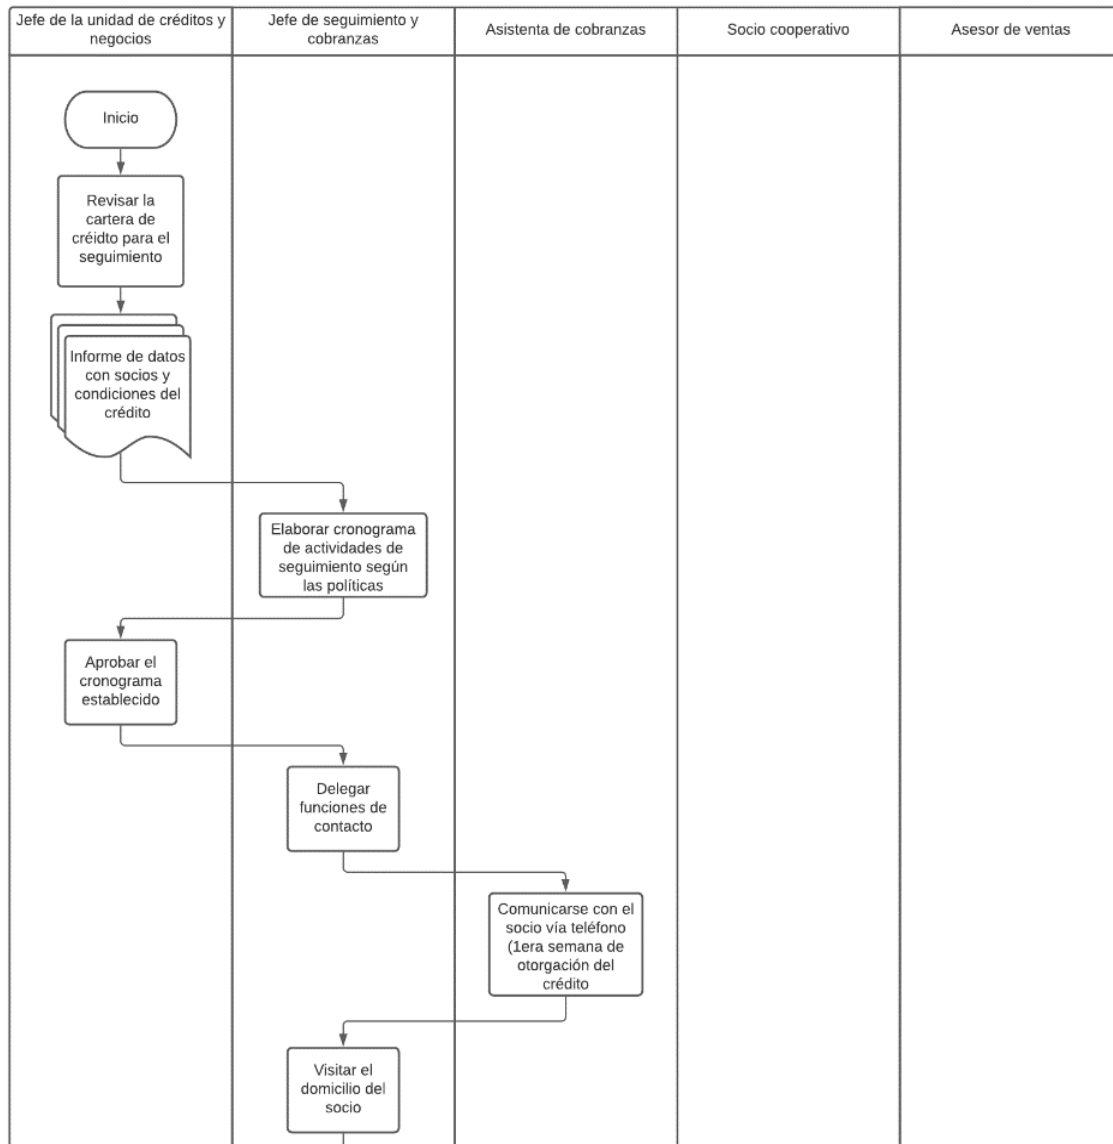 Jefe de la unidad de créditos y
negocios
Jefe de seguimiento y
cobranzas
Asistenta de cobranzas
Socio cooperativo
Asesor de ventas
Inicio
Revisar la
cartera de
créidto para el
seguimiento
Informe de datos
con socios y
condiciones del
crédito
Elaborar cronograma
de actividades de
seguimiento según
las políticas
Aprobar el
cronograma
establecido
Delegar
funciones de
contacto
Comunicarse con el
socio vía teléfono
(1era semana de
otorgación del
crédito
Visitar el
domicilio del
socio